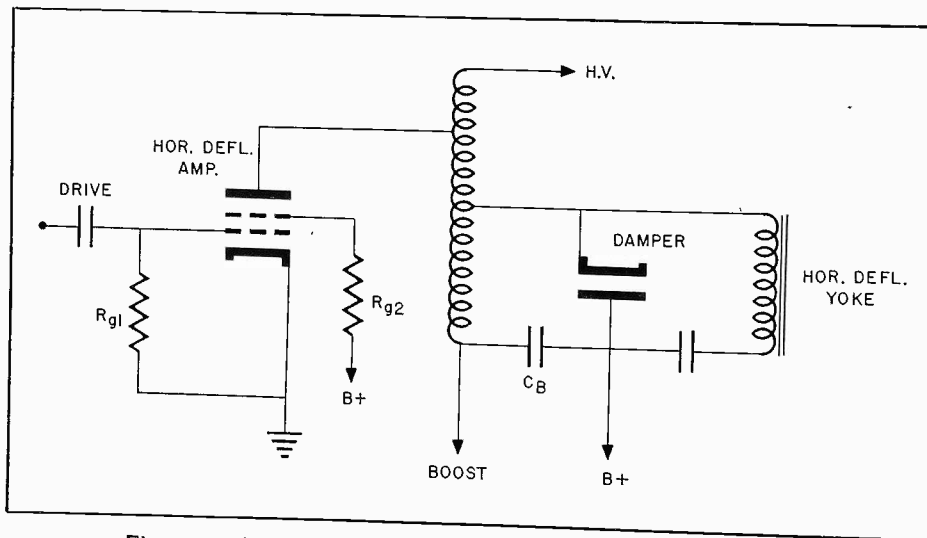 H.V.
HOR. DEFL.
AMP.
DRIVE
DAMPER
HOR. DEFL.
YOKE
Rg1
Rg2
B+
CB
BOOST
B+